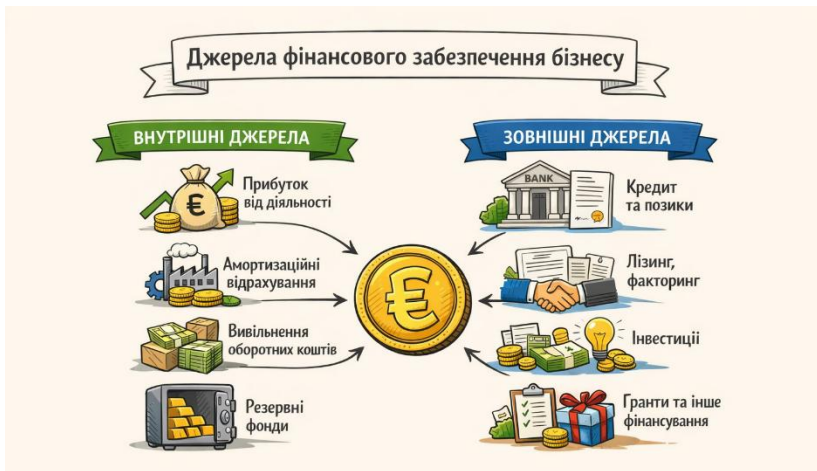 Джерела фінансового забезпечення бізнесу
ВНУТРІШНІ ДЖЕРЕЛА
Прибуток
від діяльності
€
Амортизаційні
відрахування
Вивільнення
оборотних коштів
Резервні
фонди
€
ЗОВНІШНІ ДЖЕРЕЛА
BANK
Кредит
та позики
Лізинг,
факторинг
Інвестиції
Гранти та інше
фінансування